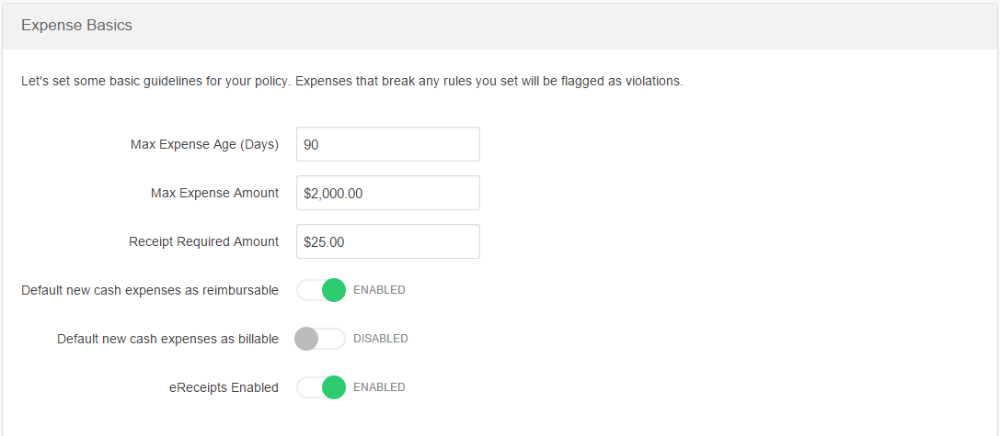 Expense Basics
Let's set some basic guidelines for your policy. Expenses that break any rules you set will be flagged as violations.
Max Expense Age (Days) 90
Max Expense Amount $2,000.00
Receipt Required Amount $25.00
Default new cash expenses as reimbursable ENABLED
Default new cash expenses as billable DISABLED
eReceipts Enabled ENABLED